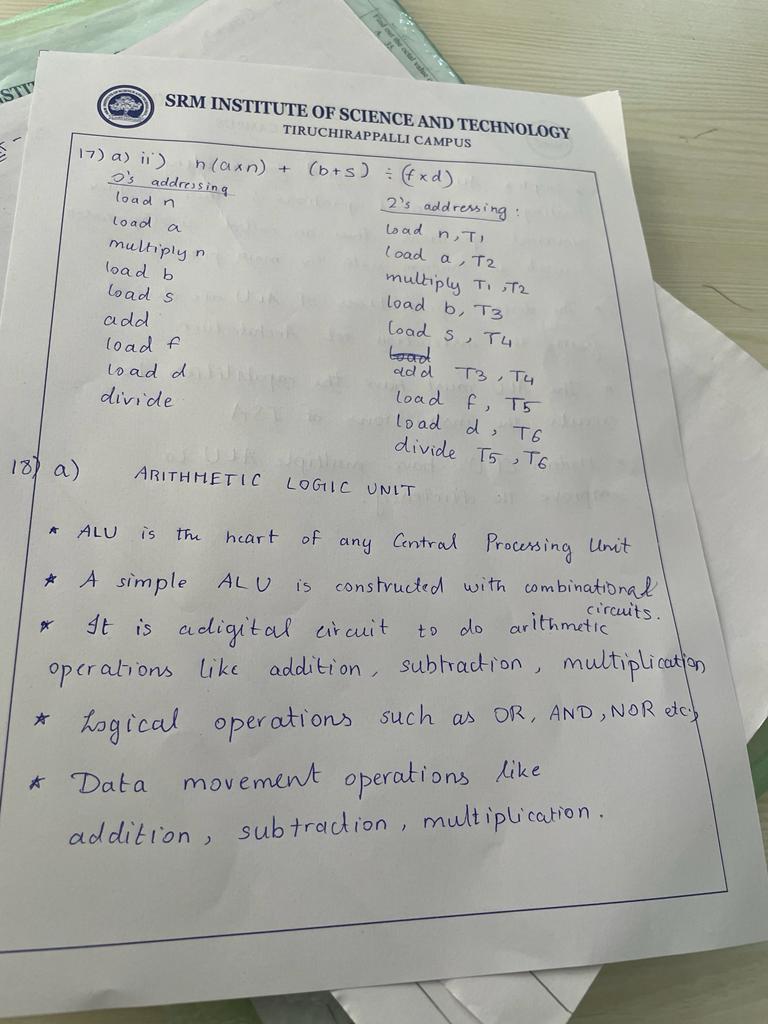 SRM INSTITUTE OF SCIENCE AND TECHNOLOGY
TIRUCHIRAPPALLI CAMPUS
17) a) ii) n(a×n) + (b+s) ÷ (f×d)
0's addressing
load n
load a
multiply n
load b
load s
add
load f
load d
divide
2's addressing :
load n, T1
load a, T2
multiply T1, T2
load b, T3
load s, T4
load
add T3, T4
load f, T5
load d, T6
divide T5, T6
18) a) ARITHMETIC LOGIC UNIT
* ALU is the heart of any Central Processing Unit
* A simple ALU is constructed with combinational
circuits.
* It is adigital circuit to do arithmetic
operations like addition, subtraction, multiplication
* Logical operations such as OR, AND, NOR etc;
* Data movement operations like
addition, subtraction, multiplication.